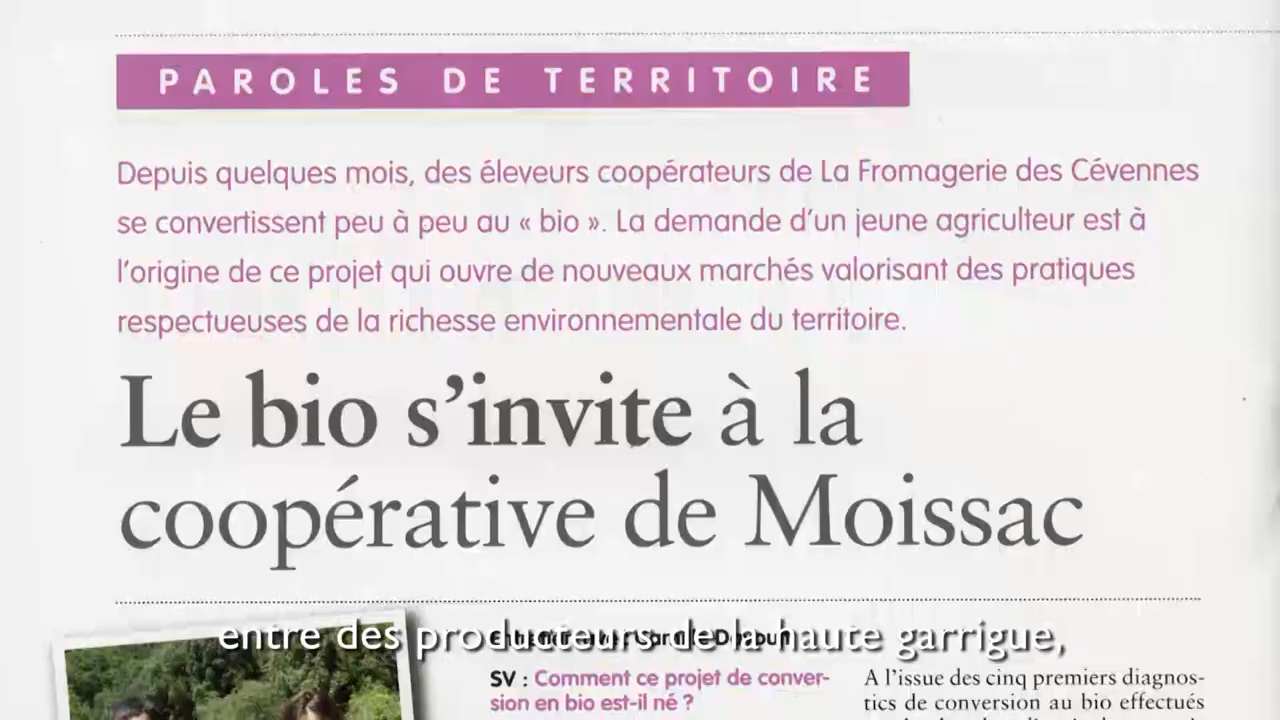 PAROLES DE TERRITOIRE
Depuis quelques mois, des éleveurs coopérateurs de La Fromagerie des Cévennes
se convertissent peu à peu au « bio ». La demande d'un jeune agriculteur est à
l'origine de ce projet qui ouvre de nouveaux marchés valorisant des pratiques
respectueuses de la richesse environnementale du territoire.
Le bio s'invite à la
coopérative de Moissac
entre des producteurs de la haute garrigue,
SV : Comment ce projet de conver-
sion en bio est-il né ?
A l'issue des cinq premiers diagnos-
tics de conversion au bio effectués